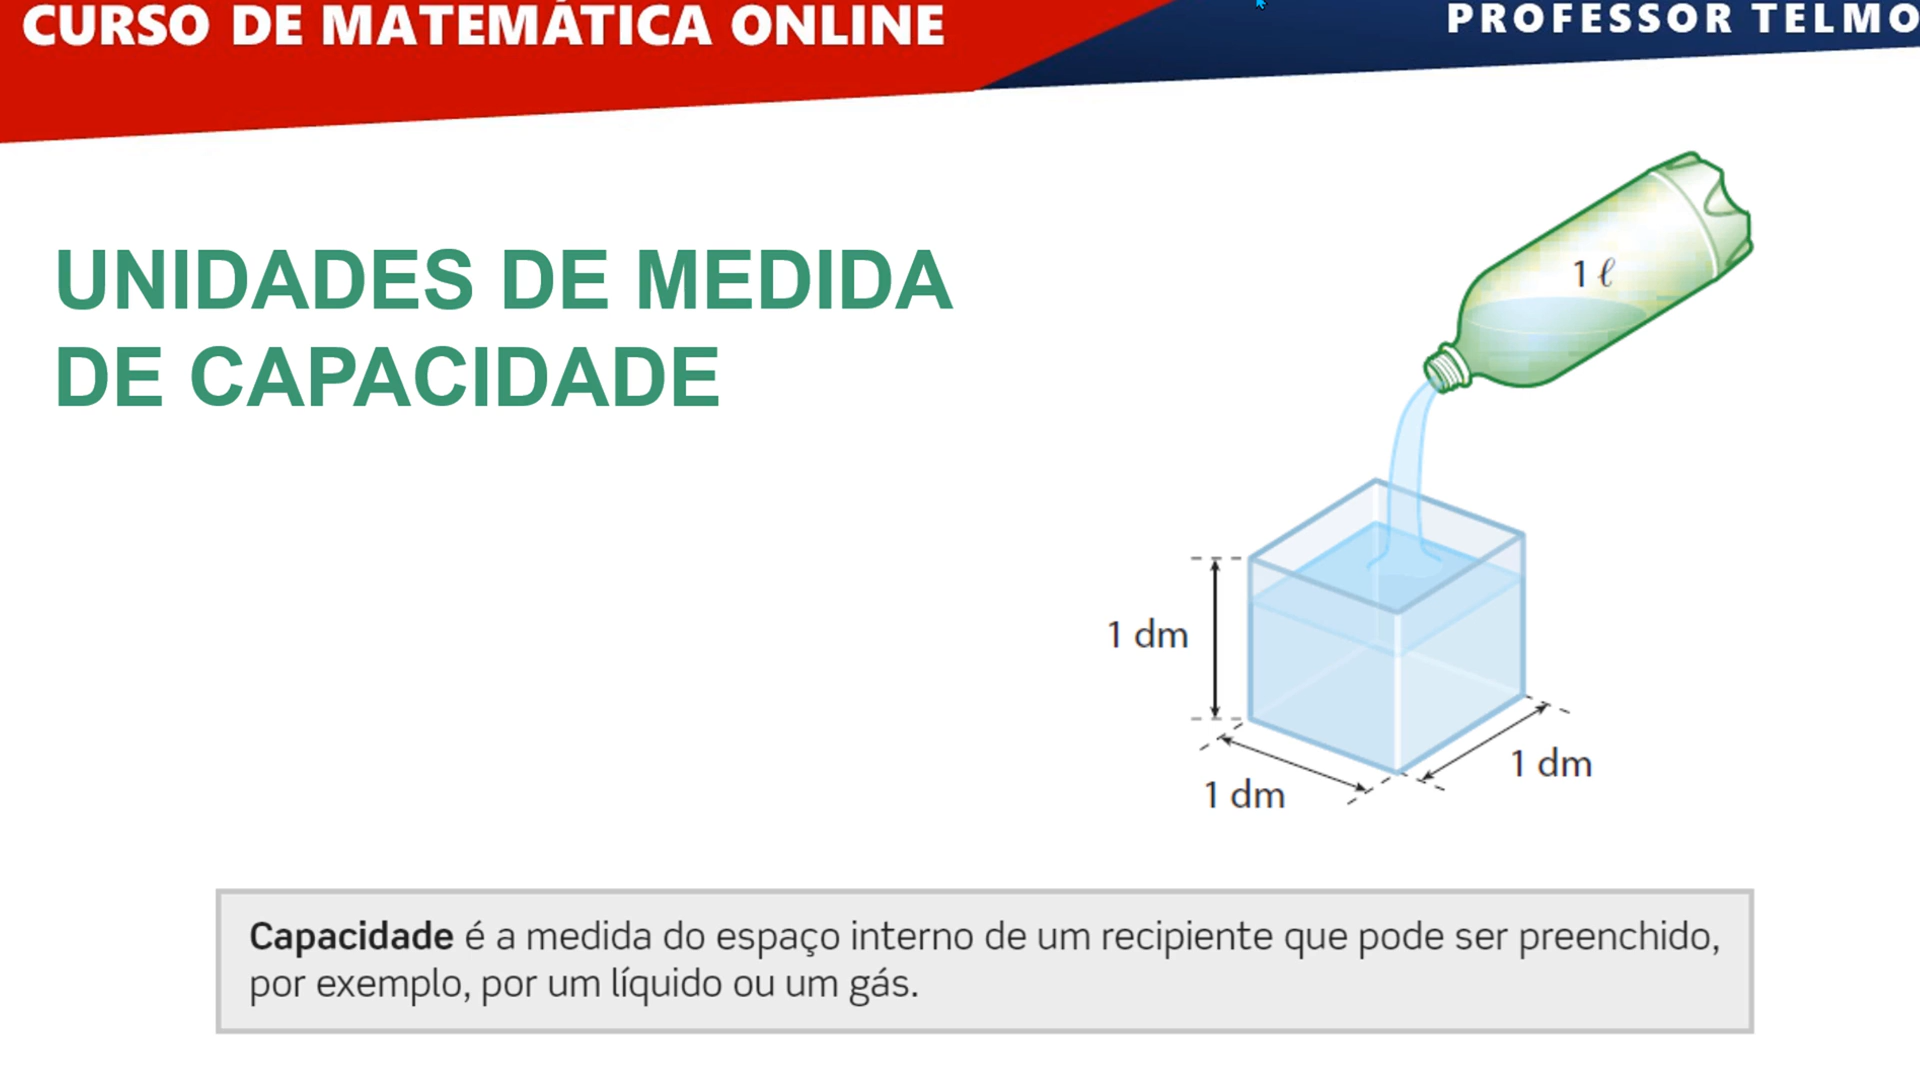 CURSO DE MATEMÁTICA ONLINE
PROFESSOR TELMO
UNIDADES DE MEDIDA
DE CAPACIDADE
1 ℓ
1 dm
1 dm
1 dm
Capacidade é a medida do espaço interno de um recipiente que pode ser preenchido,
por exemplo, por um líquido ou um gás.